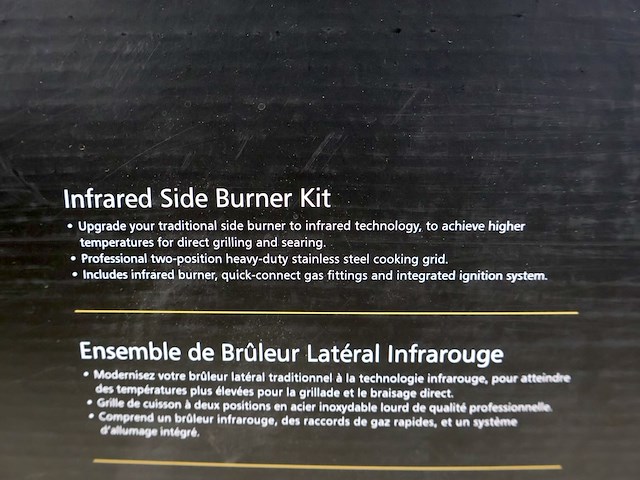 Infrared Side Burner Kit
• Upgrade your traditional side burner to infrared technology, to achieve higher
temperatures for direct grilling and searing.
• Professional two-position heavy-duty stainless steel cooking grid.
• Includes infrared burner, quick-connect gas fittings and integrated ignition system.
Ensemble de Brûleur Latéral Infrarouge
• Modernisez votre brûleur latéral traditionnel à la technologie infrarouge, pour atteindre
des températures plus élevées pour la grillade et le braisage direct.
• Grille de cuisson à deux positions en acier inoxydable lourd de qualité professionnelle.
• Comprend un brûleur infrarouge, des raccords de gaz rapides, et un système
d'allumage intégré.